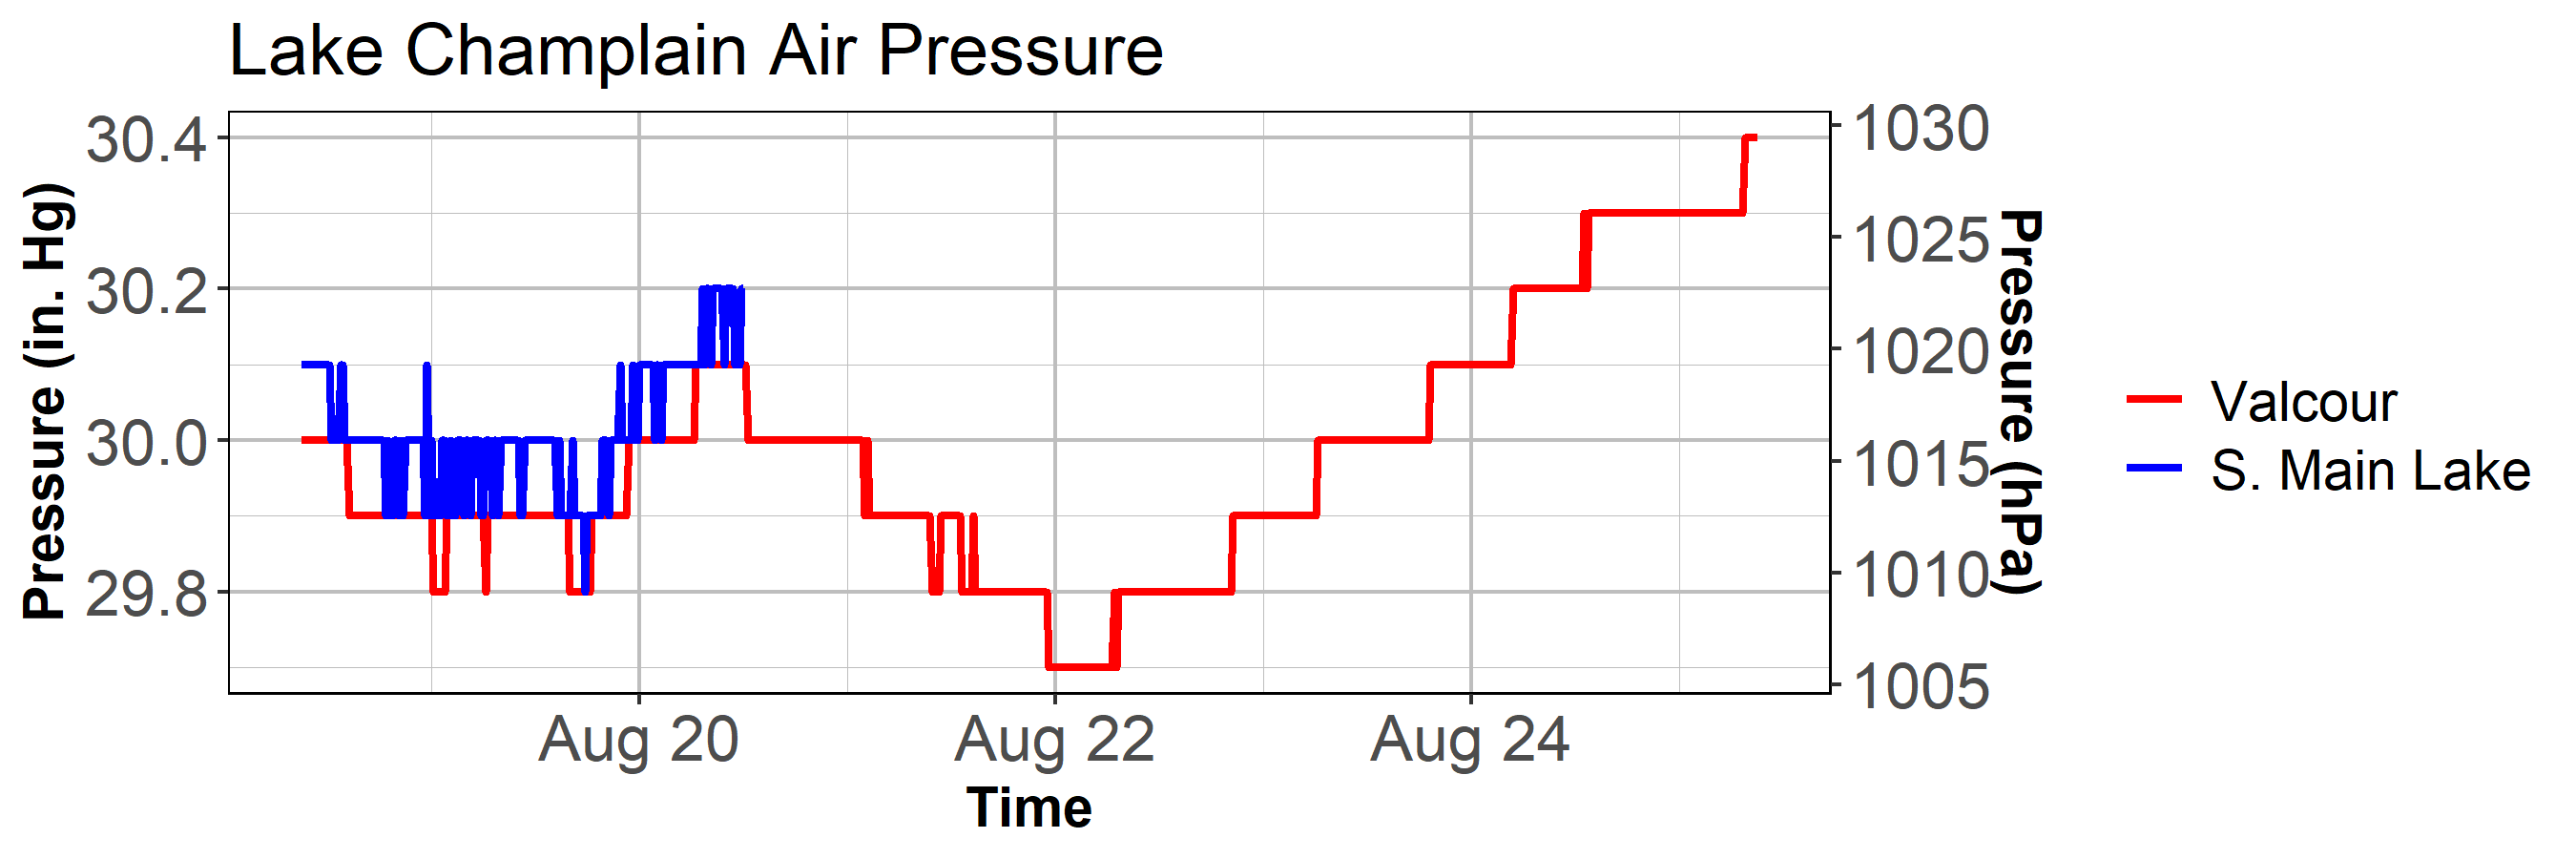 Lake Champlain Air Pressure
Pressure (in. Hg)
30.4
30.2
30.0
29.8
1030
1025
1020
1015
1010
1005
Pressure (hPa)
Aug 20 Aug 22 Aug 24
Time
Valcour
S. Main Lake